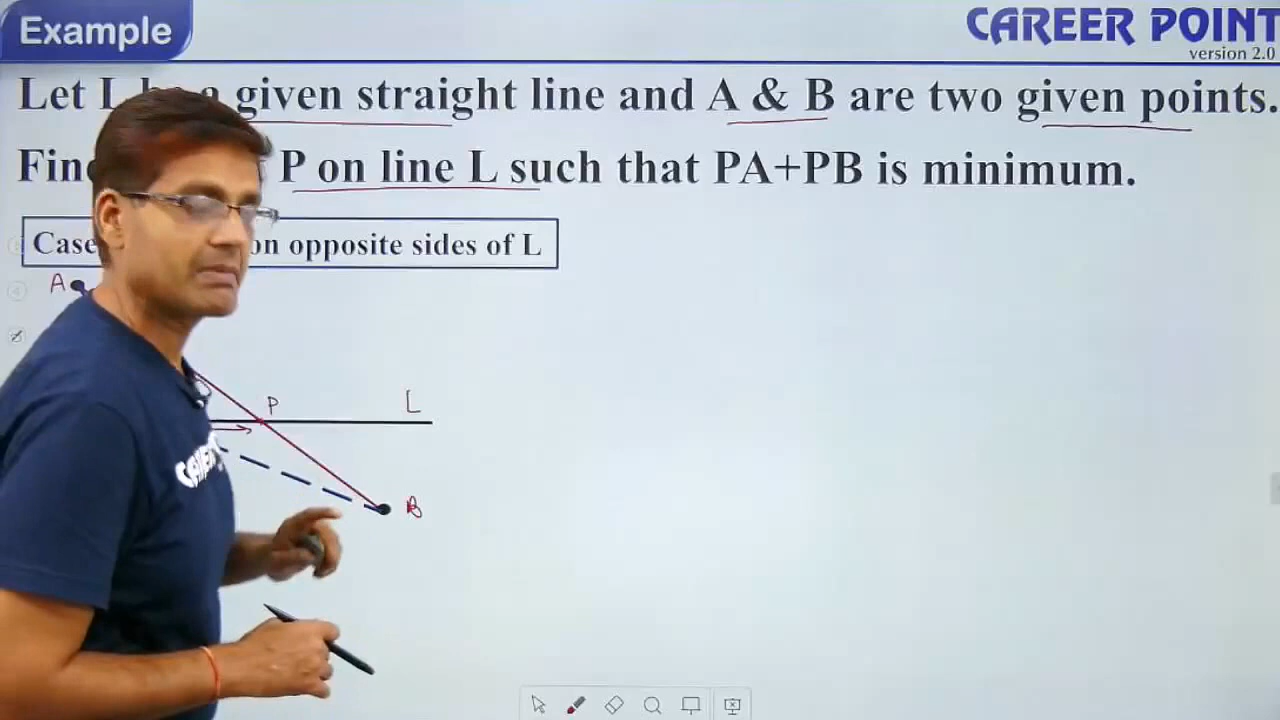 Example
CAREER POINT
version 2.0
Let L a given straight line and A & B are two given points.
P on line L such that PA+PB is minimum.
Case on opposite sides of L
A
P
L
B